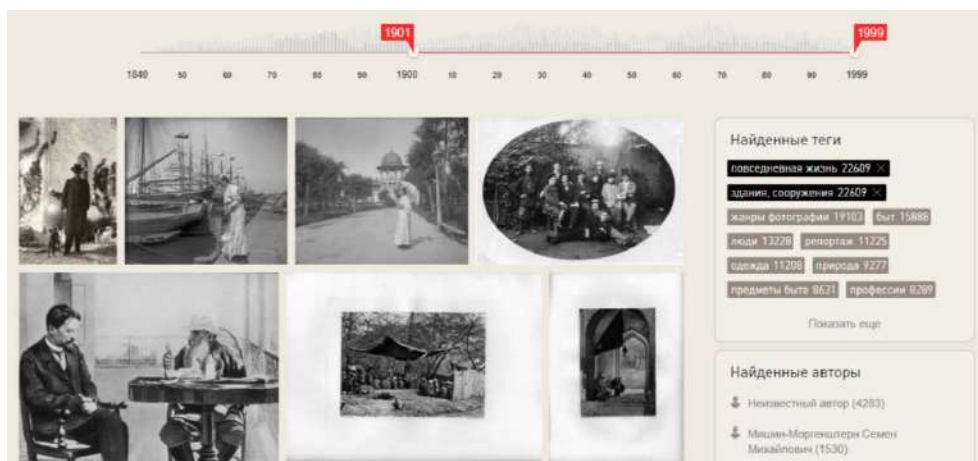 1901 1999
1840 50 60 70 80 90 1900 10 20 30 40 50 60 70 80 90 1999
Найденные теги
повседневная жизнь 22609 ×
здания, сооружения 22609 ×
жанры фотографии 19103 быт 15888
люди 13228 репортаж 11225
одежда 11208 природа 9277
предметы быта 8631 профессии 8289
Показать еще
Найденные авторы
Неизвестный автор (4283)
Мишин-Моргенштерн Семен
Михайлович (1530)